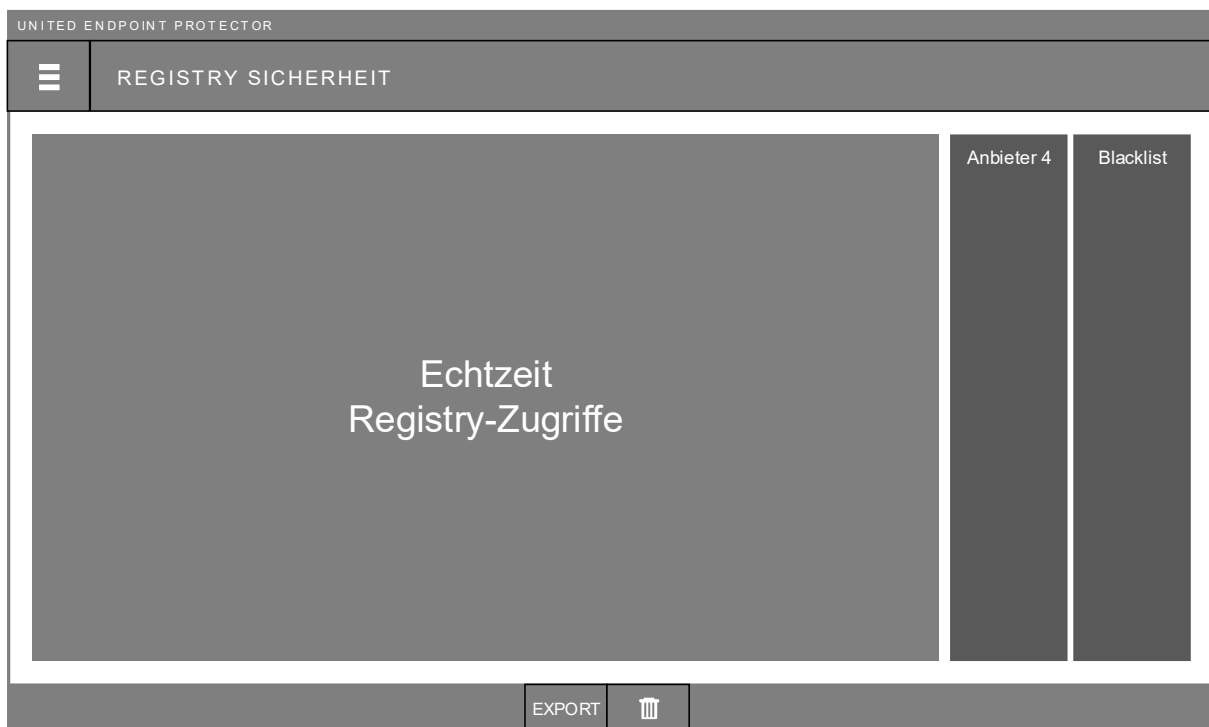 UNITED ENDPOINT PROTECTOR
REGISTRY SICHERHEIT
Anbieter 4
Blacklist
Echtzeit
Registry-Zugriffe
EXPORT